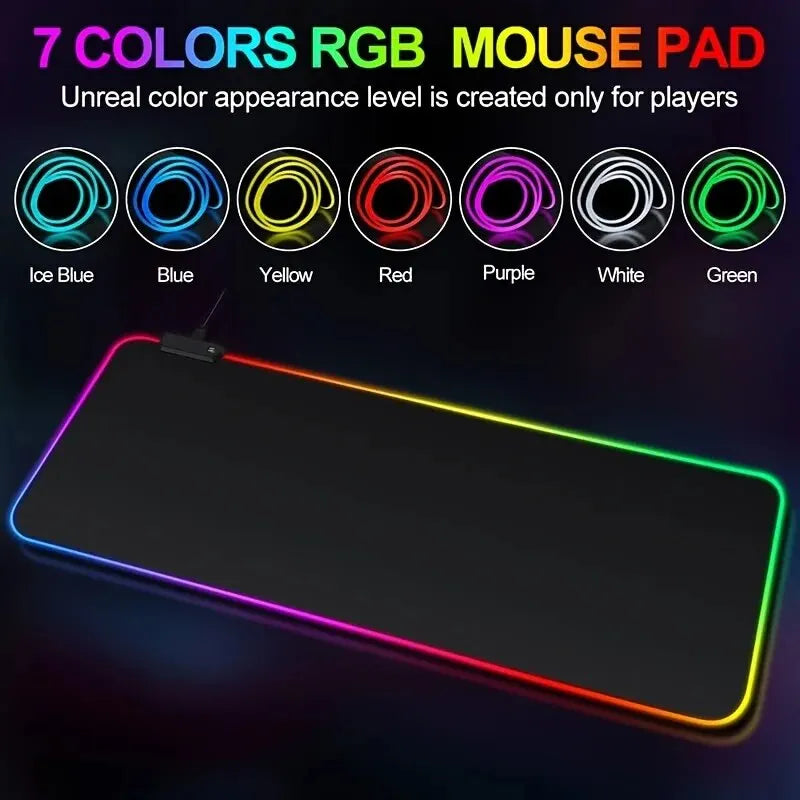 7 COLORS RGB MOUSE PAD
Unreal color appearance level is created only for players
Ice Blue
Blue
Yellow
Red
Purple
White
Green